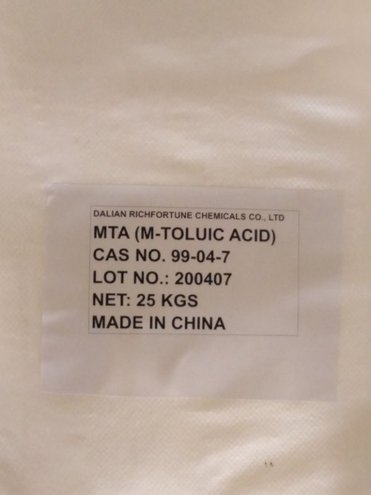 DALIAN RICHFORTUNE CHEMICALS CO., LTD
MTA (M-TOLUIC ACID)
CAS NO. 99-04-7
LOT NO.: 200407
NET: 25 KGS
MADE IN CHINA